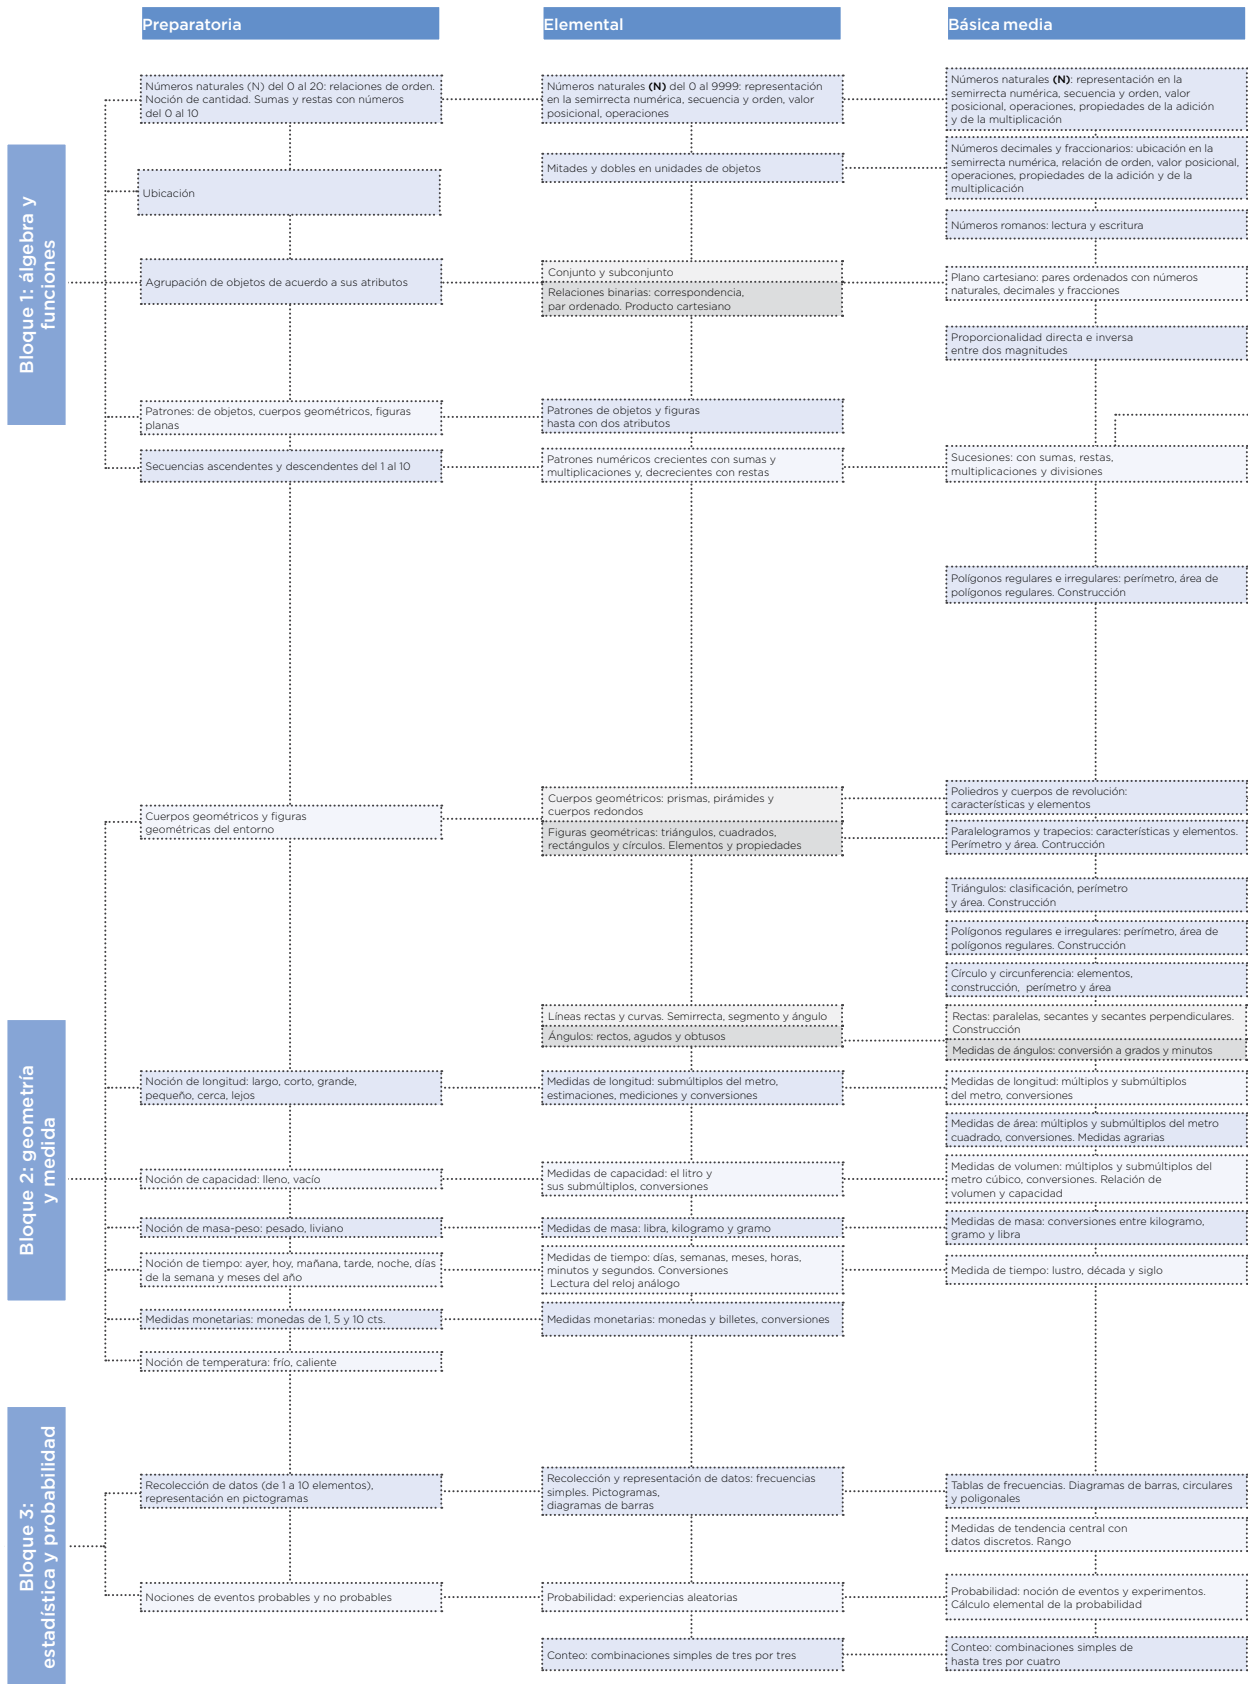 Preparatoria
Elemental
Básica media
Bloque 1: álgebra y
funciones
Números naturales (N) del 0 al 20: relaciones de orden.
Noción de cantidad. Sumas y restas con números
del 0 al 10
Números naturales (N) del 0 al 9999: representación
en la semirrecta numérica, secuencia y orden, valor
posicional, operaciones
Números naturales (N): representación en la
semirrecta numérica, secuencia y orden, valor
posicional, operaciones, propiedades de la adición
y de la multiplicación
Mitades y dobles en unidades de objetos
Números decimales y fraccionarios: ubicación en la
semirrecta numérica, relación de orden, valor posicional,
operaciones, propiedades de la adición y de la
multiplicación
Ubicación
Números romanos: lectura y escritura
Agrupación de objetos de acuerdo a sus atributos
Conjunto y subconjunto
Relaciones binarias: correspondencia,
par ordenado. Producto cartesiano
Plano cartesiano: pares ordenados con números
naturales, decimales y fracciones
Proporcionalidad directa e inversa
entre dos magnitudes
Patrones: de objetos, cuerpos geométricos, figuras
planas
Patrones de objetos y figuras
hasta con dos atributos
Secuencias ascendentes y descendentes del 1 al 10
Patrones numéricos crecientes con sumas y
multiplicaciones y, decrecientes con restas
Sucesiones: con sumas, restas,
multiplicaciones y divisiones
Polígonos regulares e irregulares: perímetro, área de
polígonos regulares. Construcción
Bloque 2: geometría
y medida
Cuerpos geométricos y figuras
geométricas del entorno
Cuerpos geométricos: prismas, pirámides y
cuerpos redondos
Figuras geométricas: triángulos, cuadrados,
rectángulos y círculos. Elementos y propiedades
Poliedros y cuerpos de revolución:
características y elementos
Paralelogramos y trapecios: características y elementos.
Perímetro y área. Contrucción
Triángulos: clasificación, perímetro
y área. Construcción
Polígonos regulares e irregulares: perímetro, área de
polígonos regulares. Construcción
Círculo y circunferencia: elementos,
construcción, perímetro y área
Líneas rectas y curvas. Semirrecta, segmento y ángulo
Ángulos: rectos, agudos y obtusos
Rectas: paralelas, secantes y secantes perpendiculares.
Construcción
Medidas de ángulos: conversión a grados y minutos
Noción de longitud: largo, corto, grande,
pequeño, cerca, lejos
Medidas de longitud: submúltiplos del metro,
estimaciones, mediciones y conversiones
Medidas de longitud: múltiplos y submúltiplos
del metro, conversiones
Medidas de área: múltiplos y submúltiplos del metro
cuadrado, conversiones. Medidas agrarias
Noción de capacidad: lleno, vacío
Medidas de capacidad: el litro y
sus submúltiplos, conversiones
Medidas de volumen: múltiplos y submúltiplos del
metro cúbico, conversiones. Relación de
volumen y capacidad
Noción de masa-peso: pesado, liviano
Medidas de masa: libra, kilogramo y gramo
Medidas de masa: conversiones entre kilogramo,
gramo y libra
Noción de tiempo: ayer, hoy, mañana, tarde, noche, días
de la semana y meses del año
Medidas de tiempo: días, semanas, meses, horas,
minutos y segundos. Conversiones
Lectura del reloj análogo
Medida de tiempo: lustro, década y siglo
Medidas monetarias: monedas de 1, 5 y 10 cts.
Medidas monetarias: monedas y billetes, conversiones
Noción de temperatura: frío, caliente
Bloque 3:
estadística y probabilidad
Recolección de datos (de 1 a 10 elementos),
representación en pictogramas
Recolección y representación de datos: frecuencias
simples. Pictogramas,
diagramas de barras
Tablas de frecuencias. Diagramas de barras, circulares
y poligonales
Medidas de tendencia central con
datos discretos. Rango
Nociones de eventos probables y no probables
Probabilidad: experiencias aleatorias
Probabilidad: noción de eventos y experimentos.
Cálculo elemental de la probabilidad
Conteo: combinaciones simples de tres por tres
Conteo: combinaciones simples de
hasta tres por cuatro